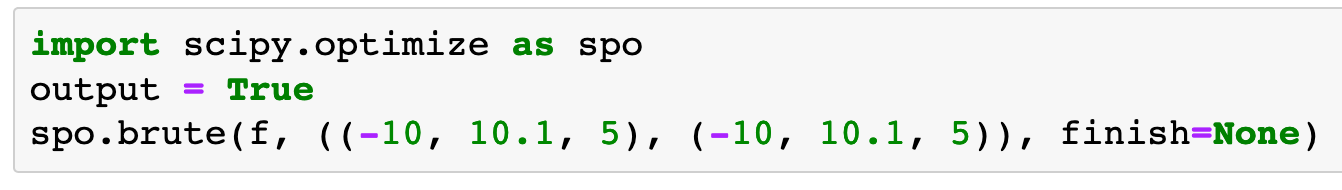 import scipy.optimize as spo
output = True
spo.brute(f, ((-10, 10.1, 5), (-10, 10.1, 5)), finish=None)